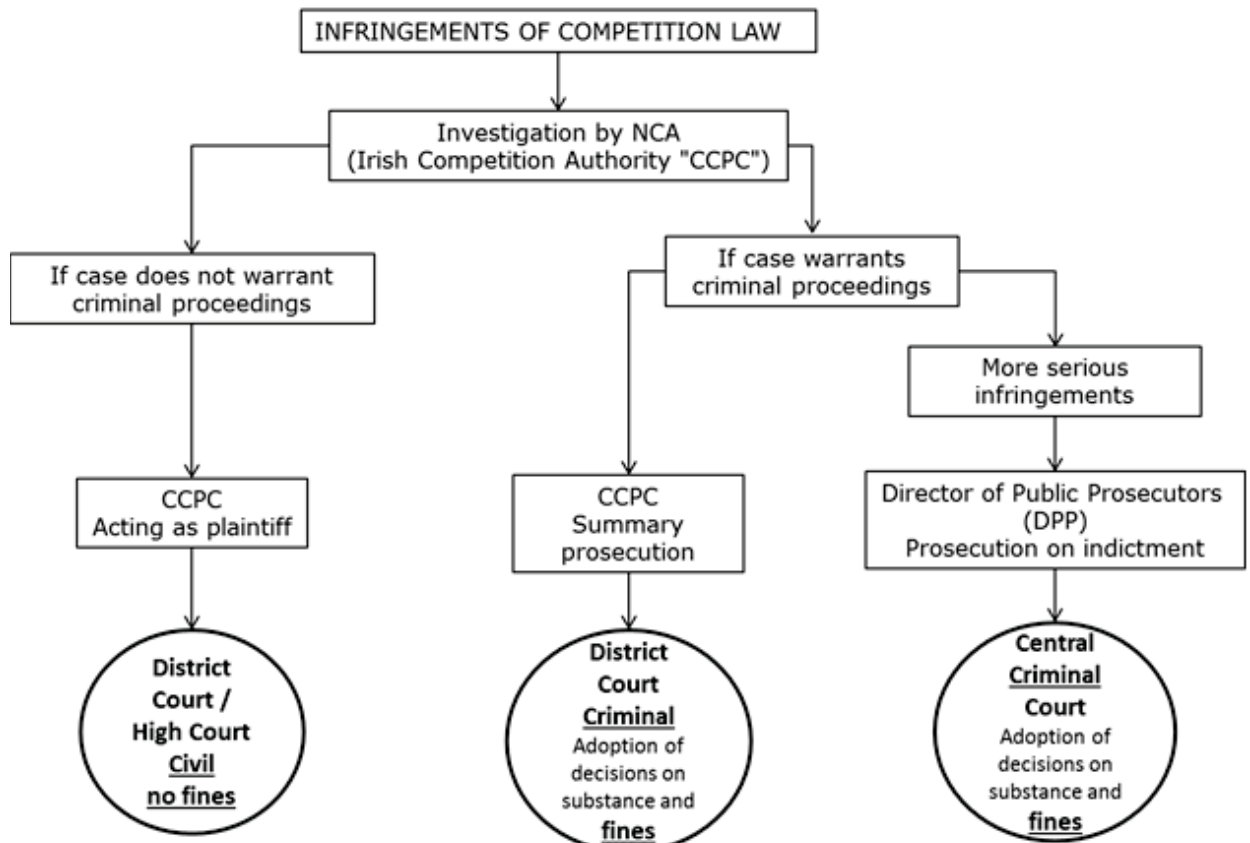 INFRINGEMENTS OF COMPETITION LAW
Investigation by NCA
(Irish Competition Authority "CCPC")
If case does not warrant
criminal proceedings
If case warrants
criminal proceedings
More serious
infringements
CCPC
Acting as plaintiff
CCPC
Summary
prosecution
Director of Public Prosecutors
(DPP)
Prosecution on indictment
District
Court /
High Court
Civil
no fines
District
Court
Criminal
Adoption of
decisions on
substance and
fines
Central
Criminal
Court
Adoption of
decisions on
substance and
fines